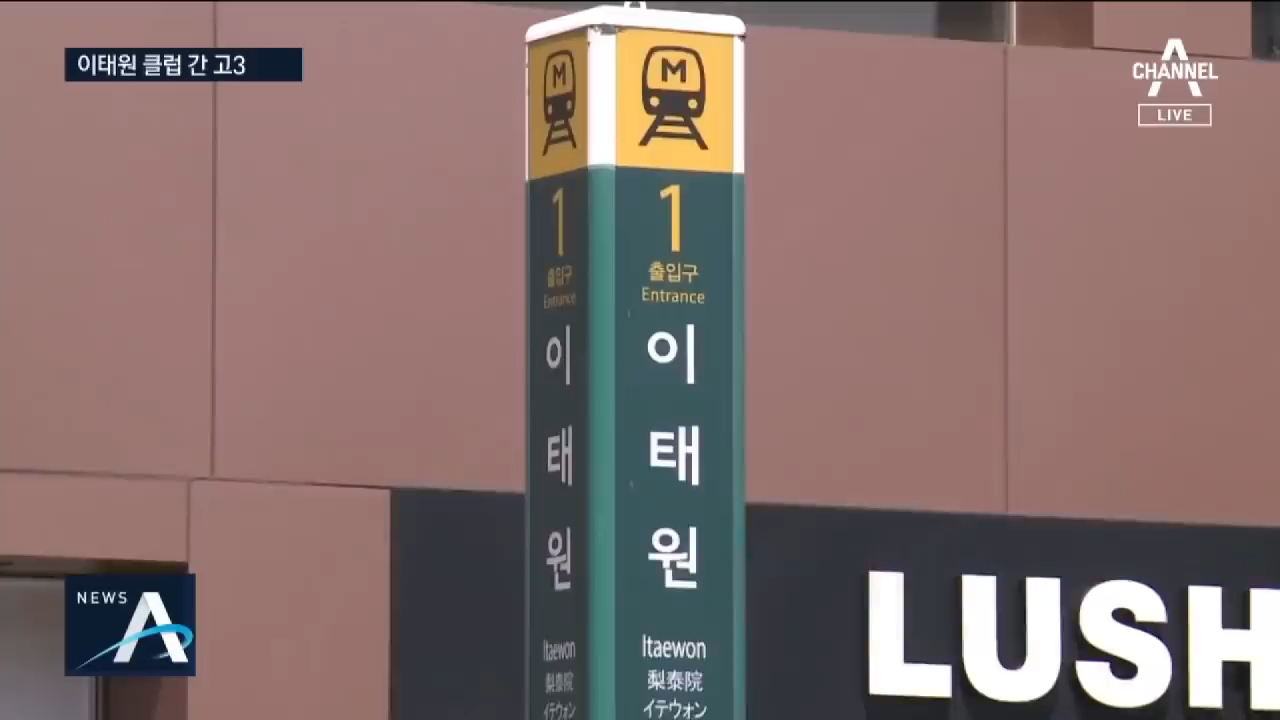 이태원 클럽 간 고3
CHANNEL A
LIVE
M
M
1
출입구
Entrance
이
태
원
Itaewon
梨泰院
イテウォン
1
출입구
Entrance
이
태
원
Itaewon
梨泰院
イテウォン
LUSH
NEWS A